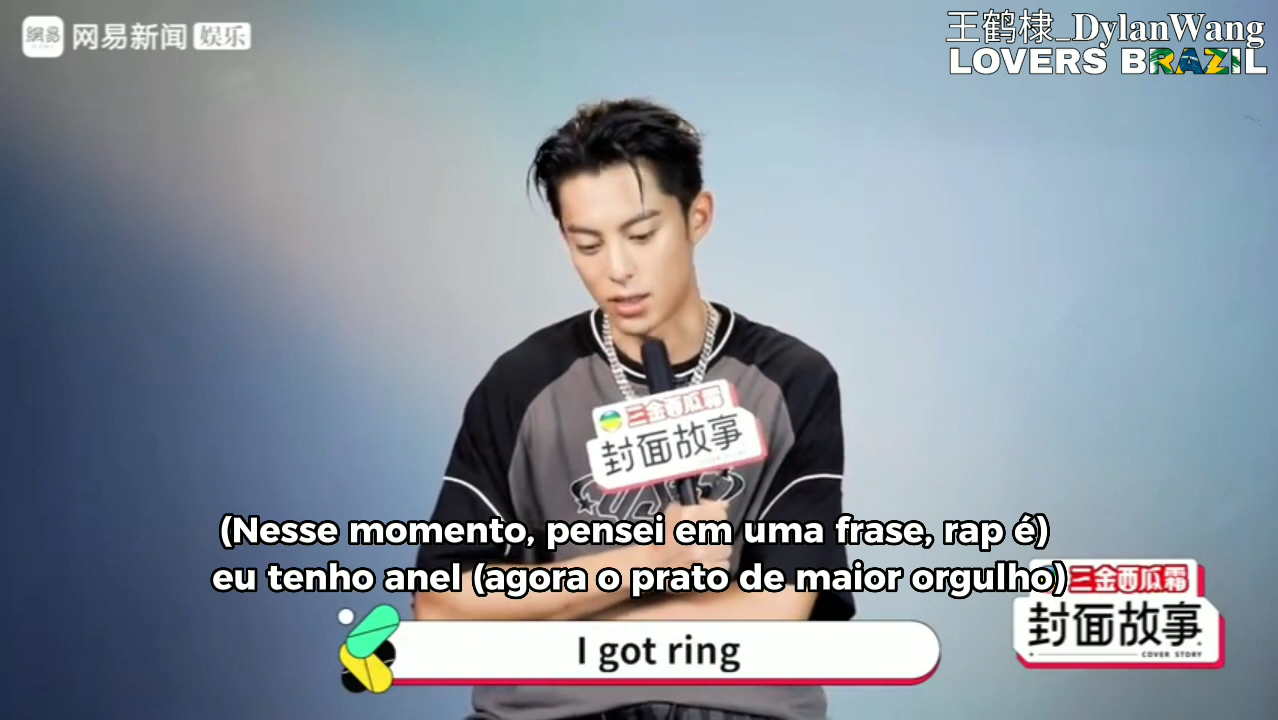 網易 网易新闻 娱乐
王鹤棣_DylanWang
LOVERS BRAZIL
三金西瓜霜
封面故事
(Nesse momento, pensei em uma frase, rap é)
eu tenho anel (agora o prato de maior orgulho)
三金西瓜霜
封面故事
COVER STORY
I got ring